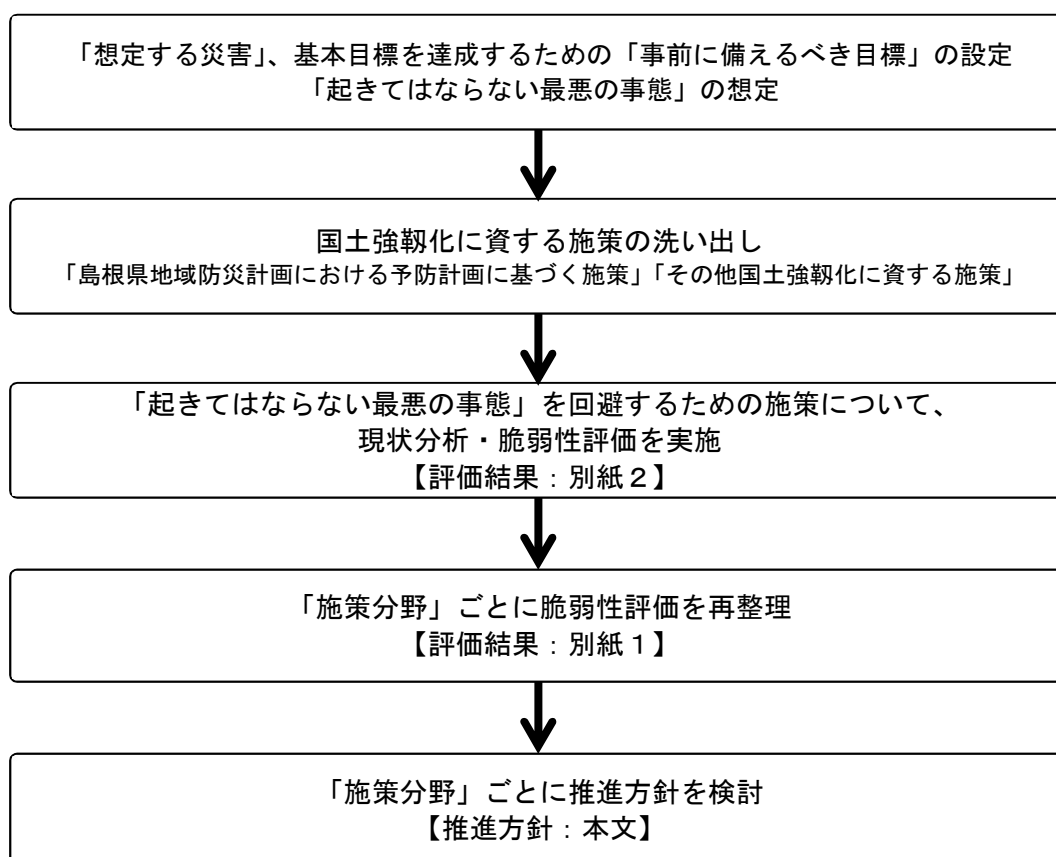 「想定する災害」、基本目標を達成するための「事前に備えるべき目標」の設定
「起きてはならない最悪の事態」の想定
国土強靱化に資する施策の洗い出し
「島根県地域防災計画における予防計画に基づく施策」「その他国土強靱化に資する施策」
「起きてはならない最悪の事態」を回避するための施策について、
現状分析・脆弱性評価を実施
【評価結果：別紙２】
「施策分野」ごとに脆弱性評価を再整理
【評価結果：別紙１】
「施策分野」ごとに推進方針を検討
【推進方針：本文】